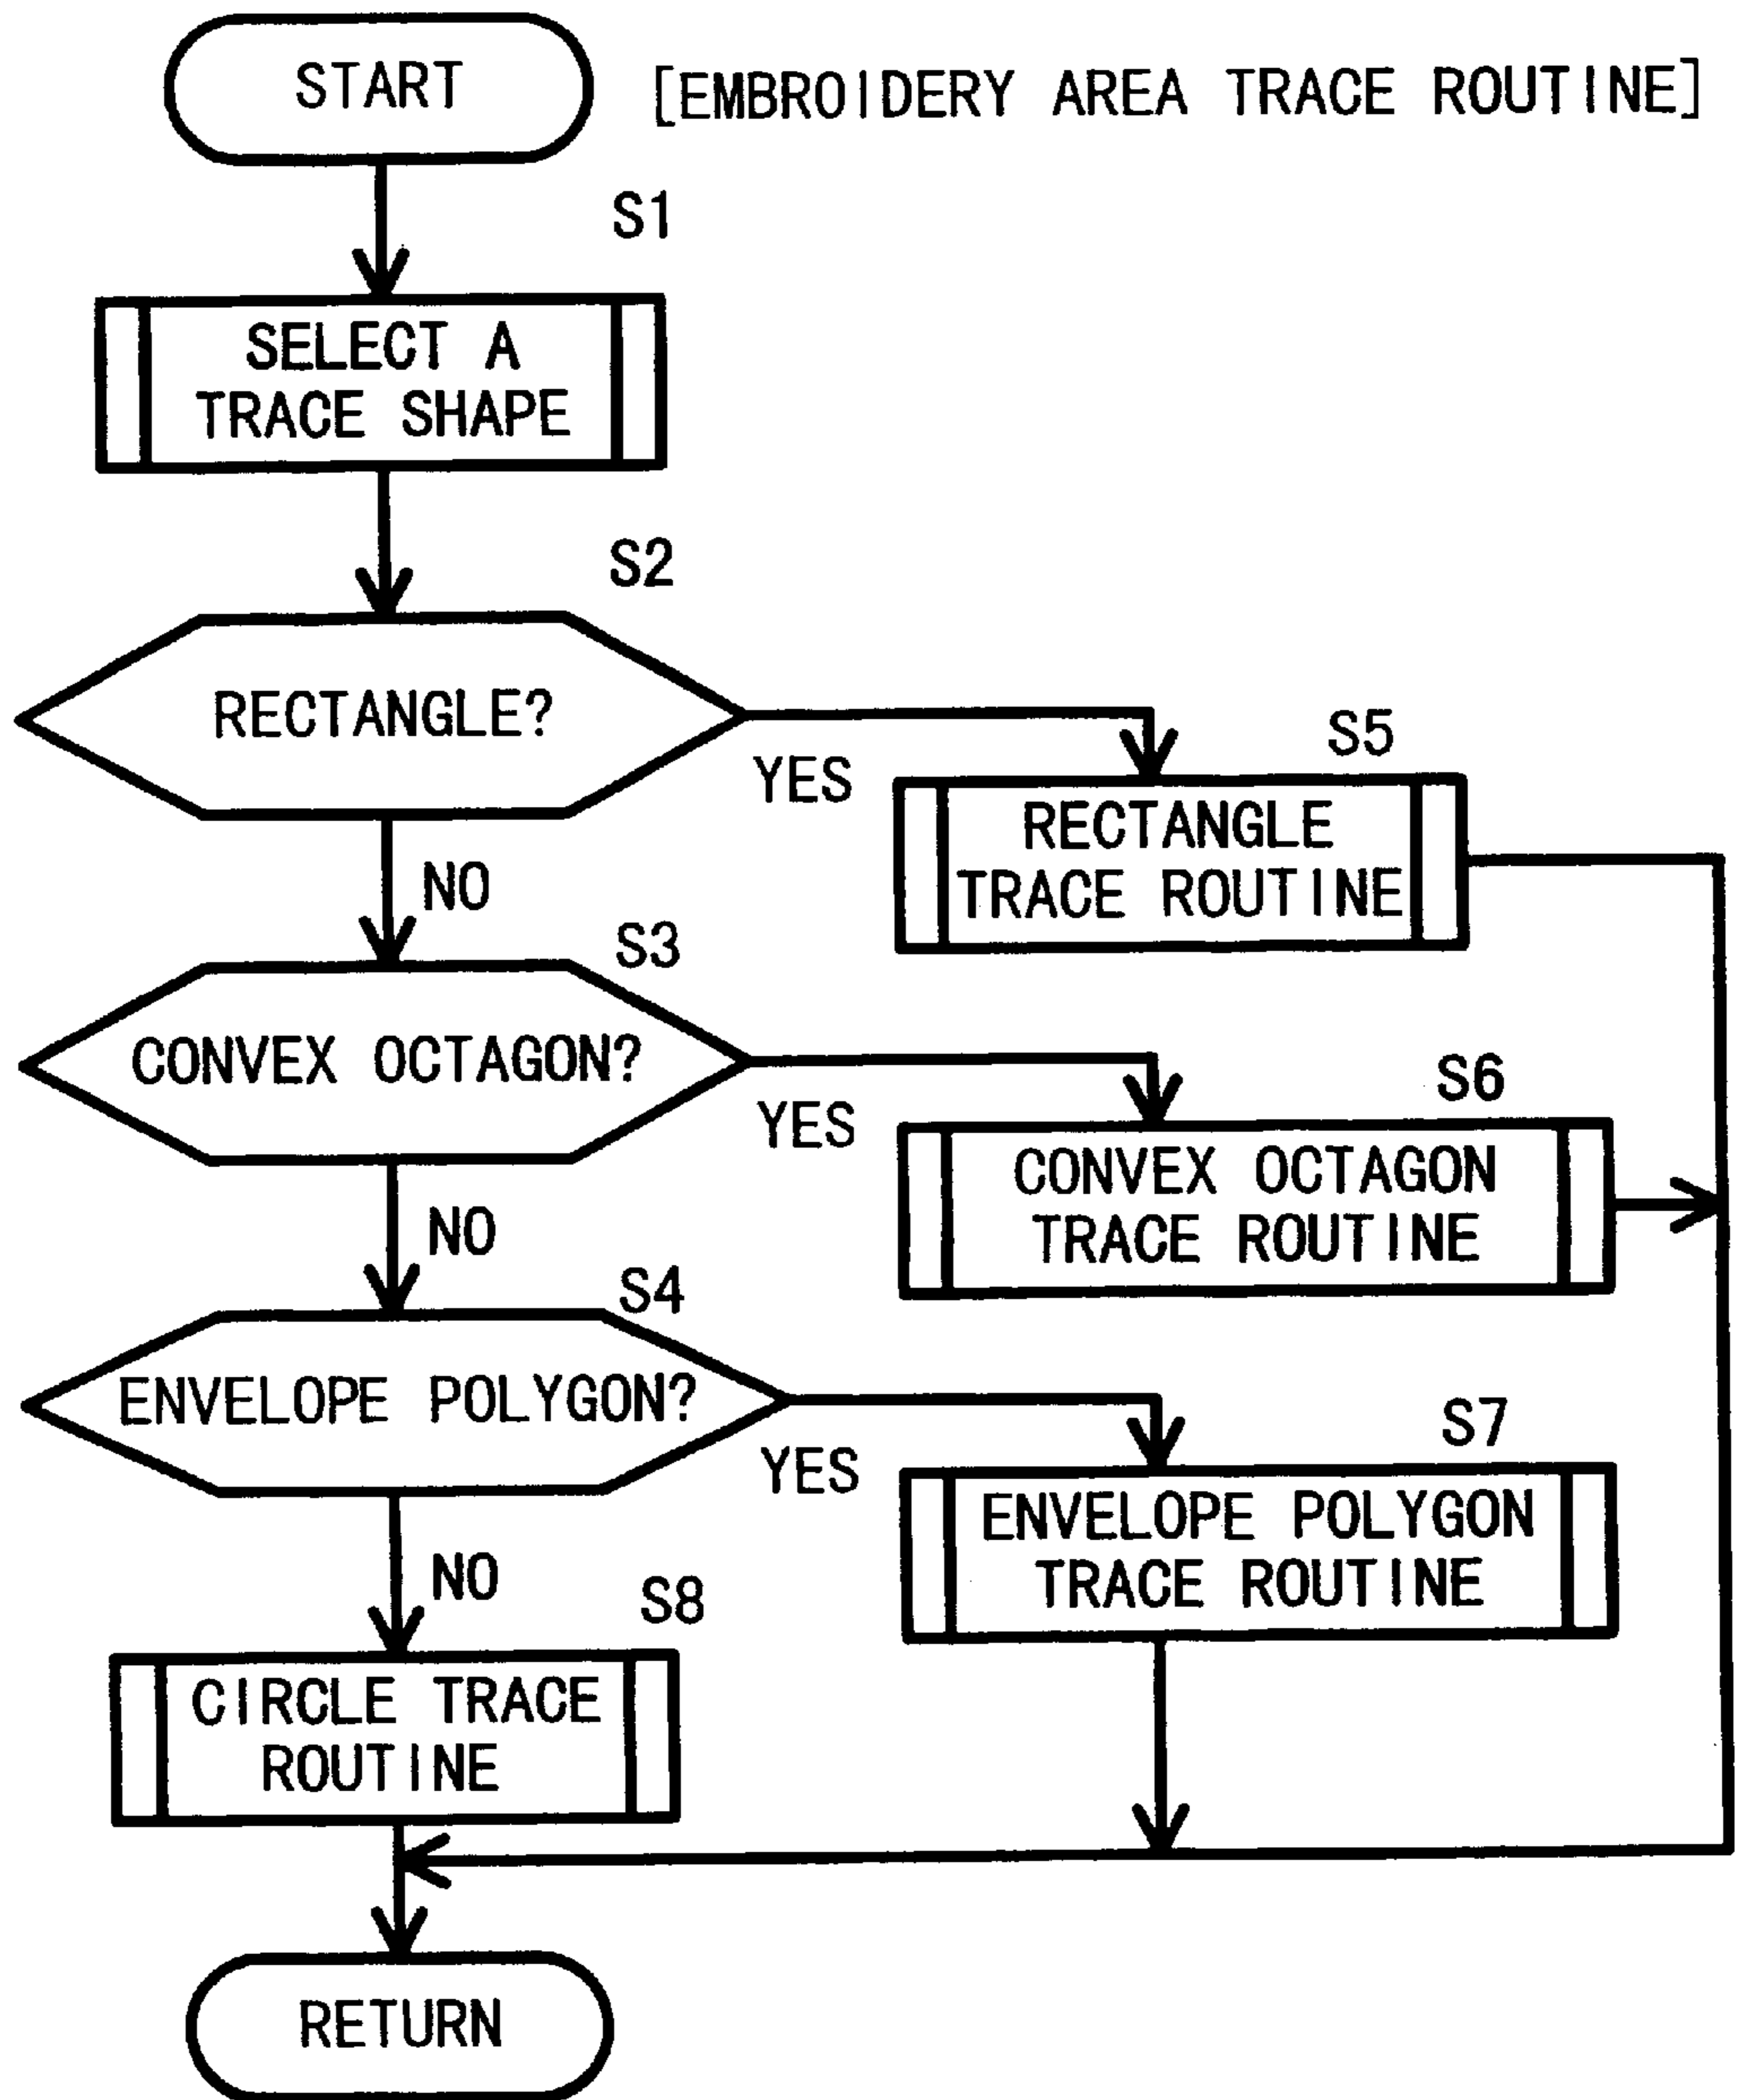 START
[EMBROIDERY AREA TRACE ROUTINE]
S1
SELECT A
TRACE SHAPE
S2
RECTANGLE?
YES
S5
RECTANGLE
TRACE ROUTINE
NO
S3
CONVEX OCTAGON?
YES
S6
CONVEX OCTAGON
TRACE ROUTINE
NO
S4
ENVELOPE POLYGON?
YES
S7
ENVELOPE POLYGON
TRACE ROUTINE
NO
S8
CIRCLE TRACE
ROUTINE
RETURN